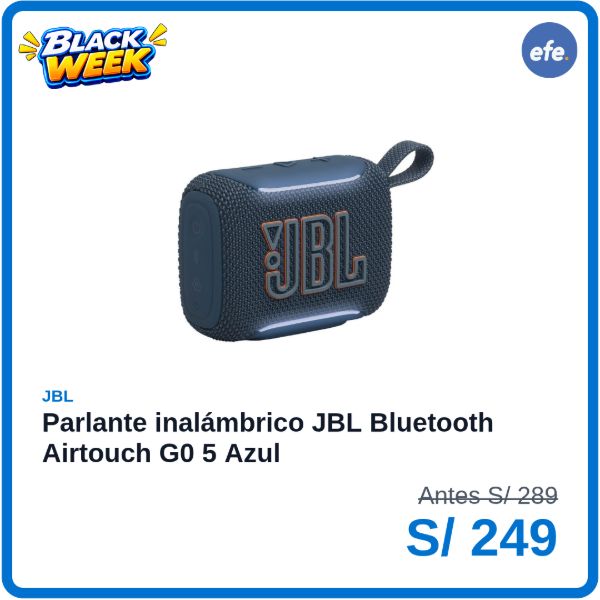 BLACK
WEEK
efe.
JBL
JBL
Parlante inalámbrico JBL Bluetooth
Airtouch G0 5 Azul
Antes S/ 289
S/ 249